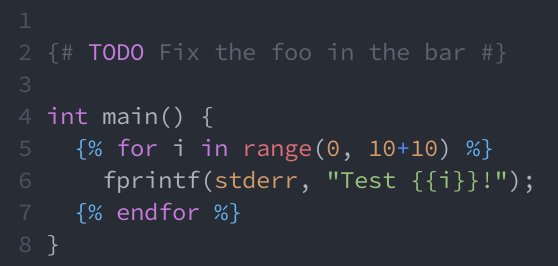 1
2 {# TODO Fix the foo in the bar #}
3
4 int main() {
5   {% for i in range(0, 10+10) %}
6     fprintf(stderr, "Test {{i}}!");
7   {% endfor %}
8 }